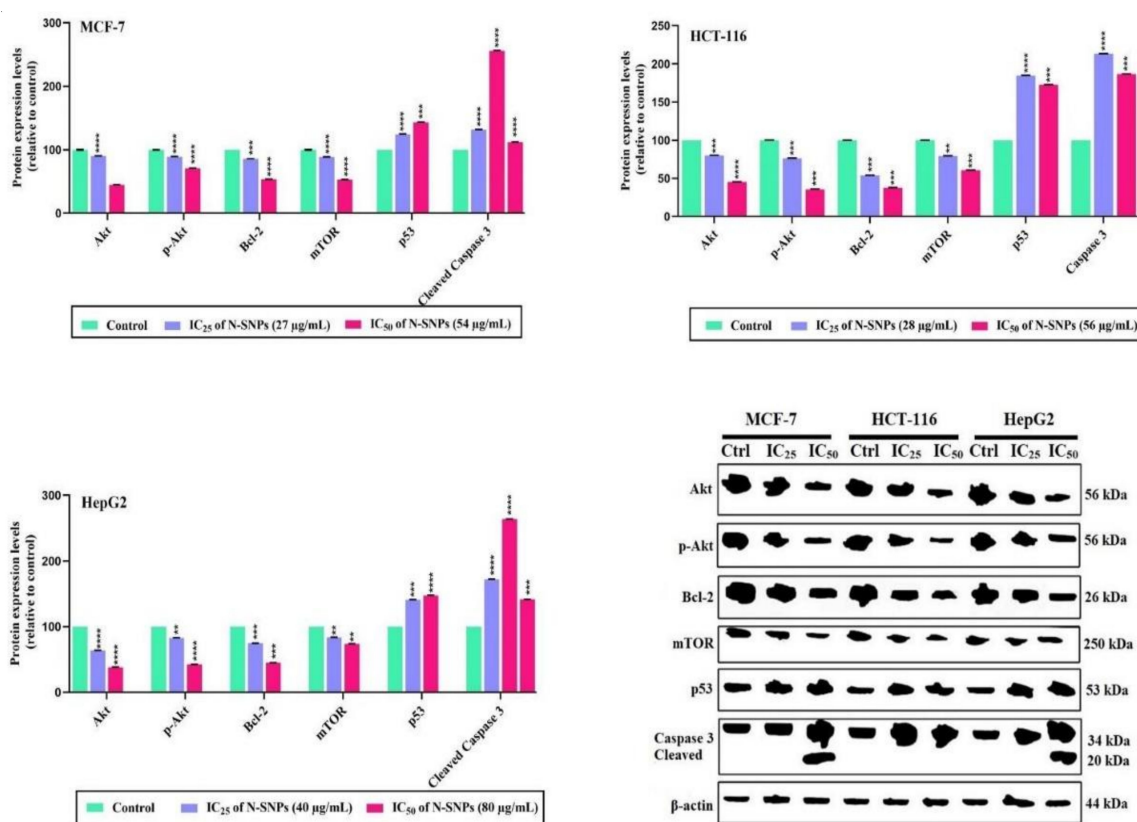 MCF-7
Protein expression levels
(relative to control)
300
200
100
0
**** **** **** **** *** **** **** **** **** *** **** **** ****
Akt p-Akt Bcl-2 mTOR p53 Cleaved Caspase 3
Control IC25 of N-SNPs (27 µg/mL) IC50 of N-SNPs (54 µg/mL)
HCT-116
Protein expression levels
(relative to control)
250
200
150
100
50
0
*** **** *** *** *** *** ** *** **** *** **** ***
Akt p-Akt Bcl-2 mTOR p53 Caspase 3
Control IC25 of N-SNPs (28 µg/mL) IC50 of N-SNPs (56 µg/mL)
HepG2
Protein expression levels
(relative to control)
300
200
100
0
**** **** ** **** *** *** ** ** *** **** **** **** ***
Akt p-Akt Bcl-2 mTOR p53 Cleaved Caspase 3
Control IC25 of N-SNPs (40 µg/mL) IC50 of N-SNPs (80 µg/mL)
MCF-7 HCT-116 HepG2
Ctrl IC25 IC50 Ctrl IC25 IC50 Ctrl IC25 IC50
Akt 56 kDa
p-Akt 56 kDa
Bcl-2 26 kDa
mTOR 250 kDa
p53 53 kDa
Caspase 3 34 kDa
Cleaved 20 kDa
β-actin 44 kDa